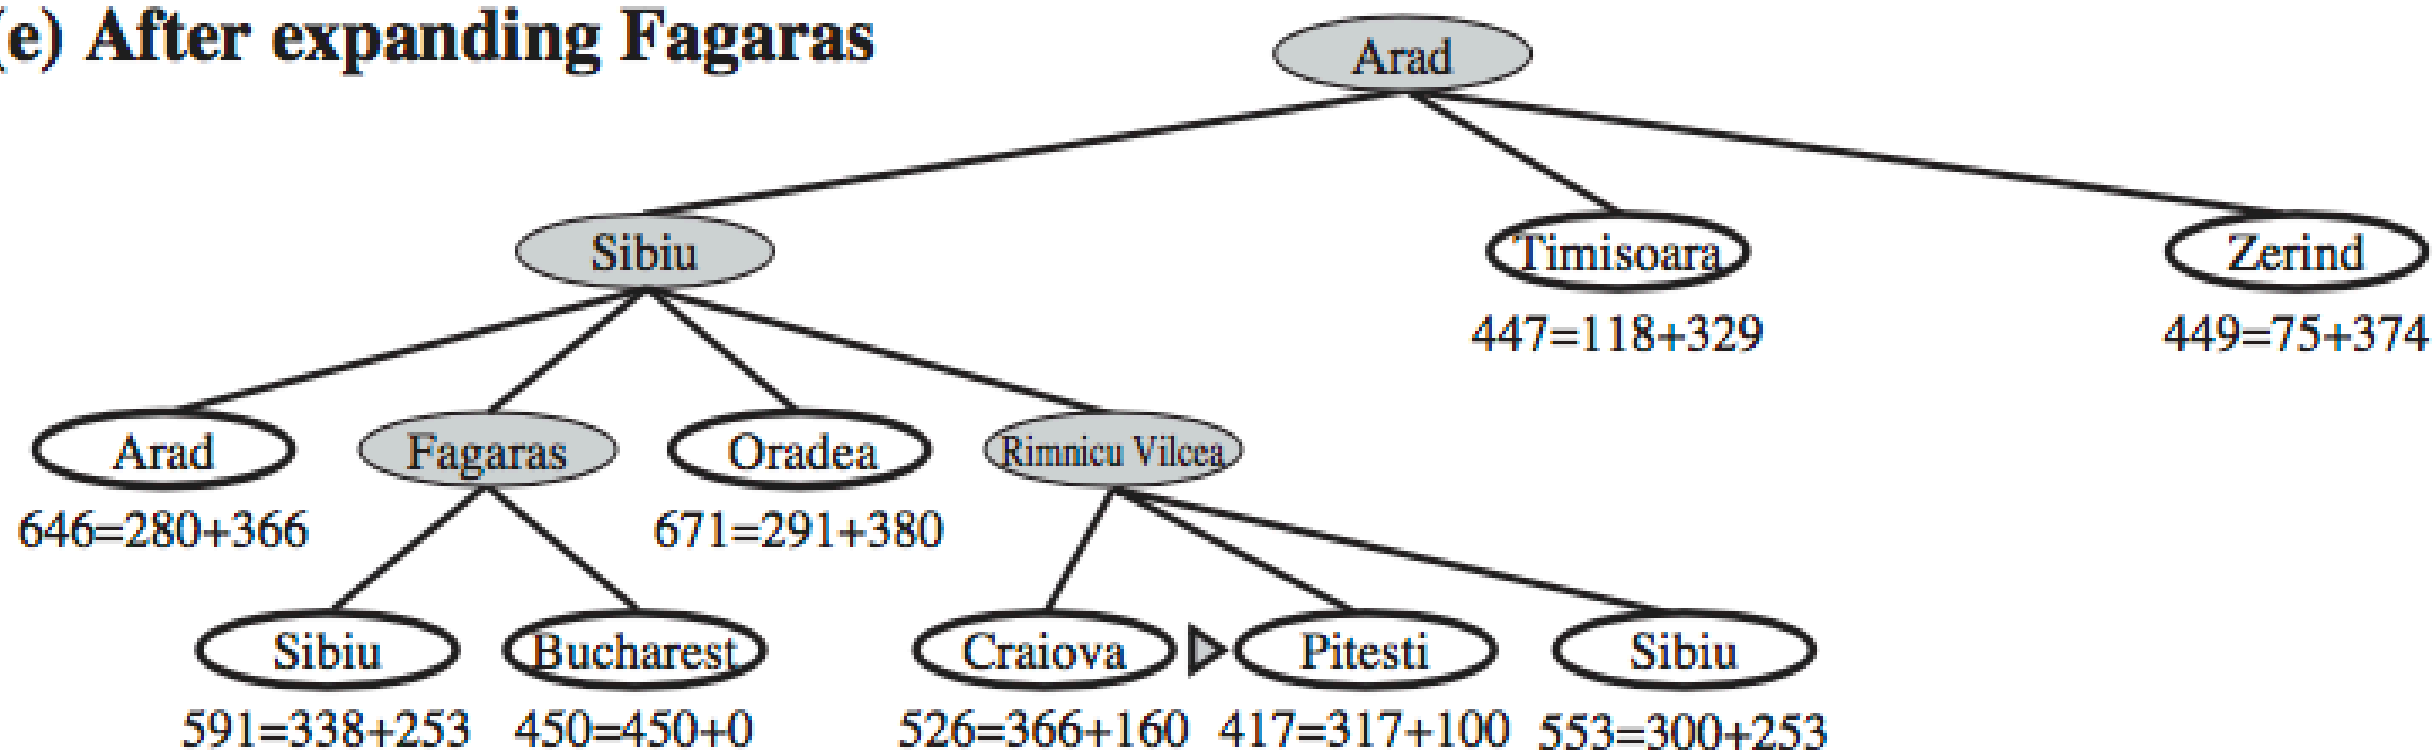 (e) After expanding Fagaras
Arad
Sibiu
Timisoara
Zerind
447=118+329
449=75+374
Arad
Fagaras
Oradea
Rimnicu Vilcea
646=280+366
671=291+380
Sibiu
Bucharest
Craiova
Pitesti
Sibiu
591=338+253
450=450+0
526=366+160
417=317+100
553=300+253